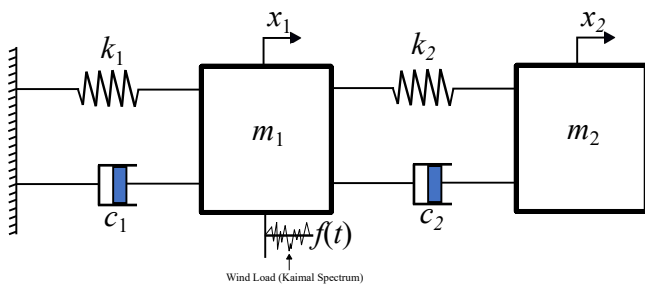 x₁
x₂
k₁
k₂
m₁
m₂
c₁
c₂
f(t)
Wind Load (Kaimal Spectrum)